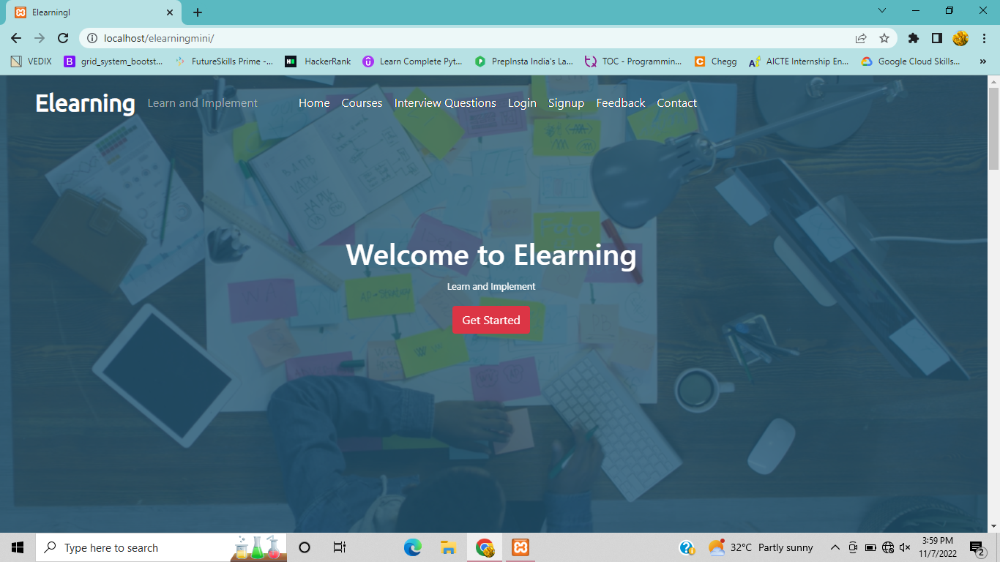 Elearningl
localhost/elearningmini/
VEDIX grid_system_bootst... FutureSkills Prime -... HackerRank Learn Complete Pyt... PrepInsta India's La... TOC - Programmin... Chegg AICTE Internship En... Google Cloud Skills... »
Elearning Learn and Implement Home Courses Interview Questions Login Signup Feedback Contact
Welcome to Elearning
Learn and Implement
Get Started
Type here to search 32°C Partly sunny 3:59 PM
11/7/2022 2